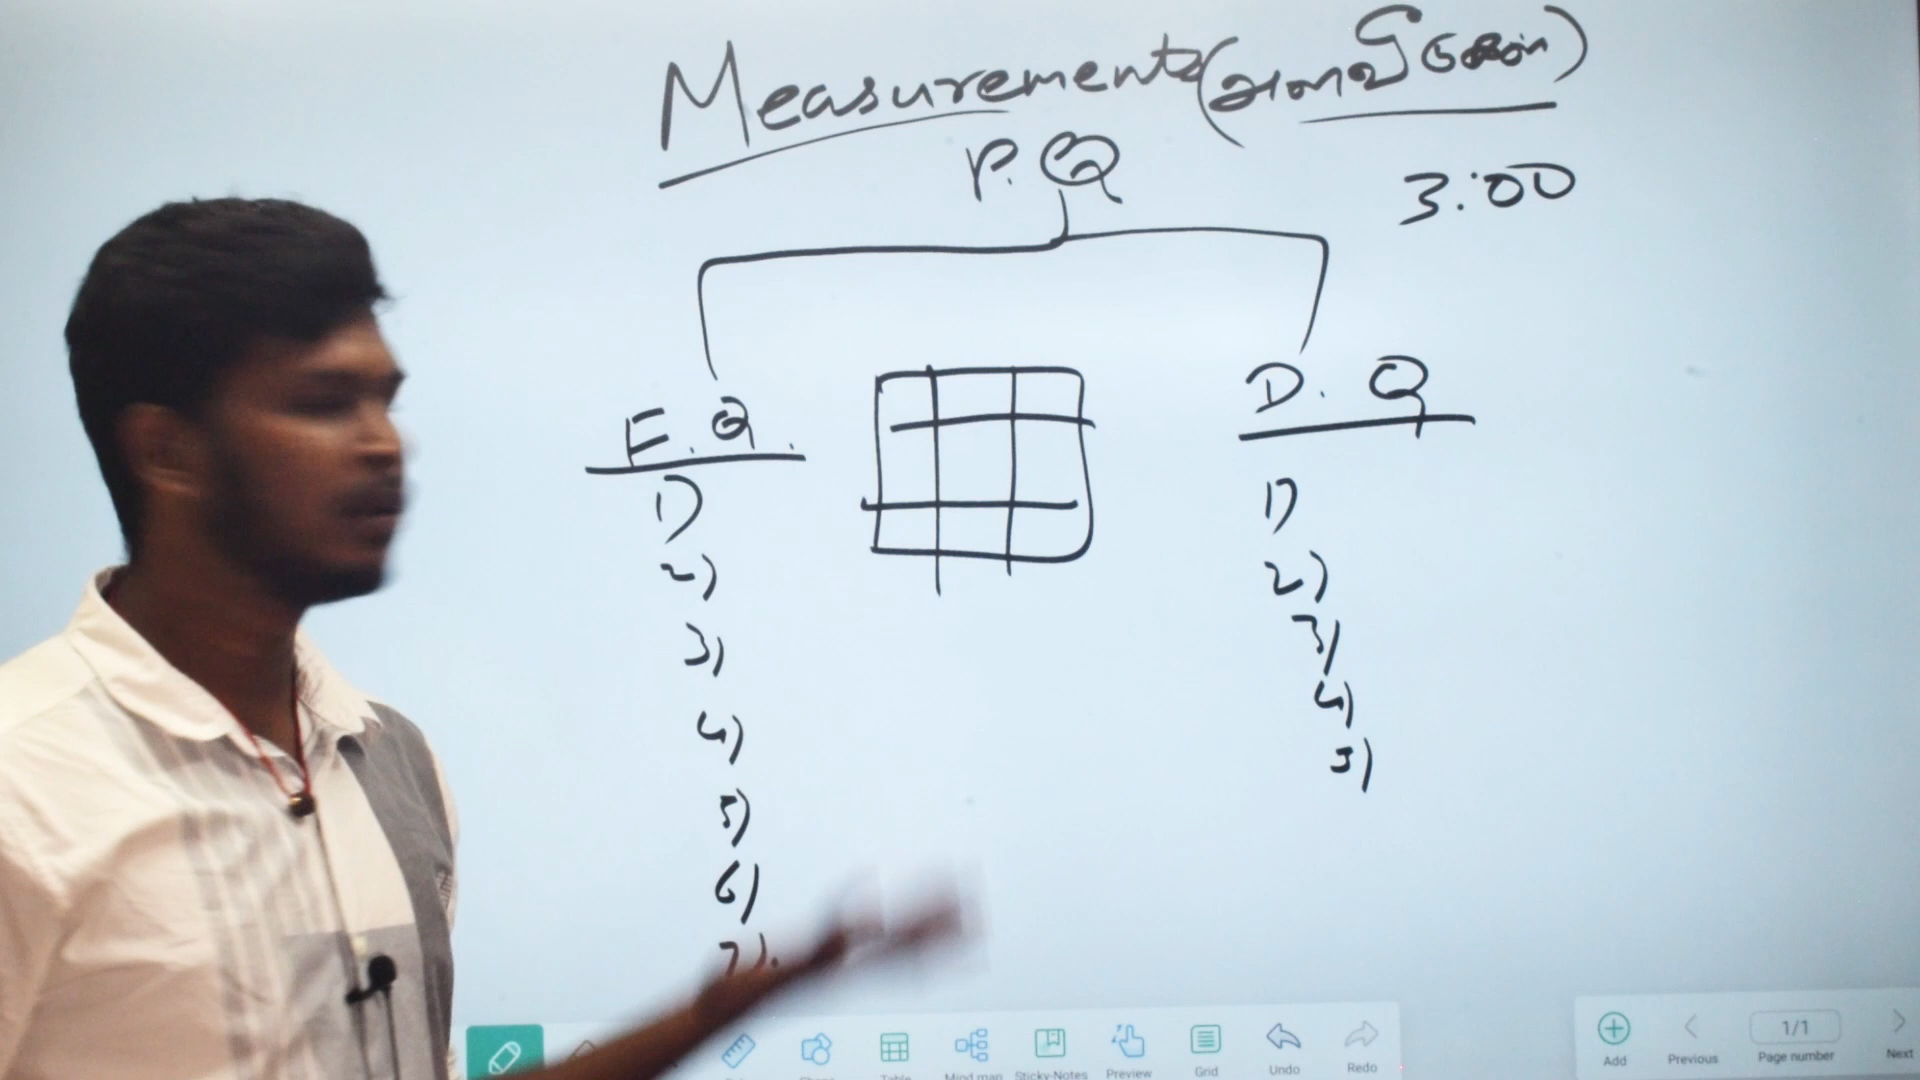 Measurements (அளவீடுகள்)
P. Q
3:00
F. Q.
D. Q
1)
2)
3)
4)
5)
6)
7).
1)
2)
3)
4)
5)
Table
Mind map
Sticky-Notes
Preview
Grid
Undo
Redo
Add
Previous
1/1
Page number
Next